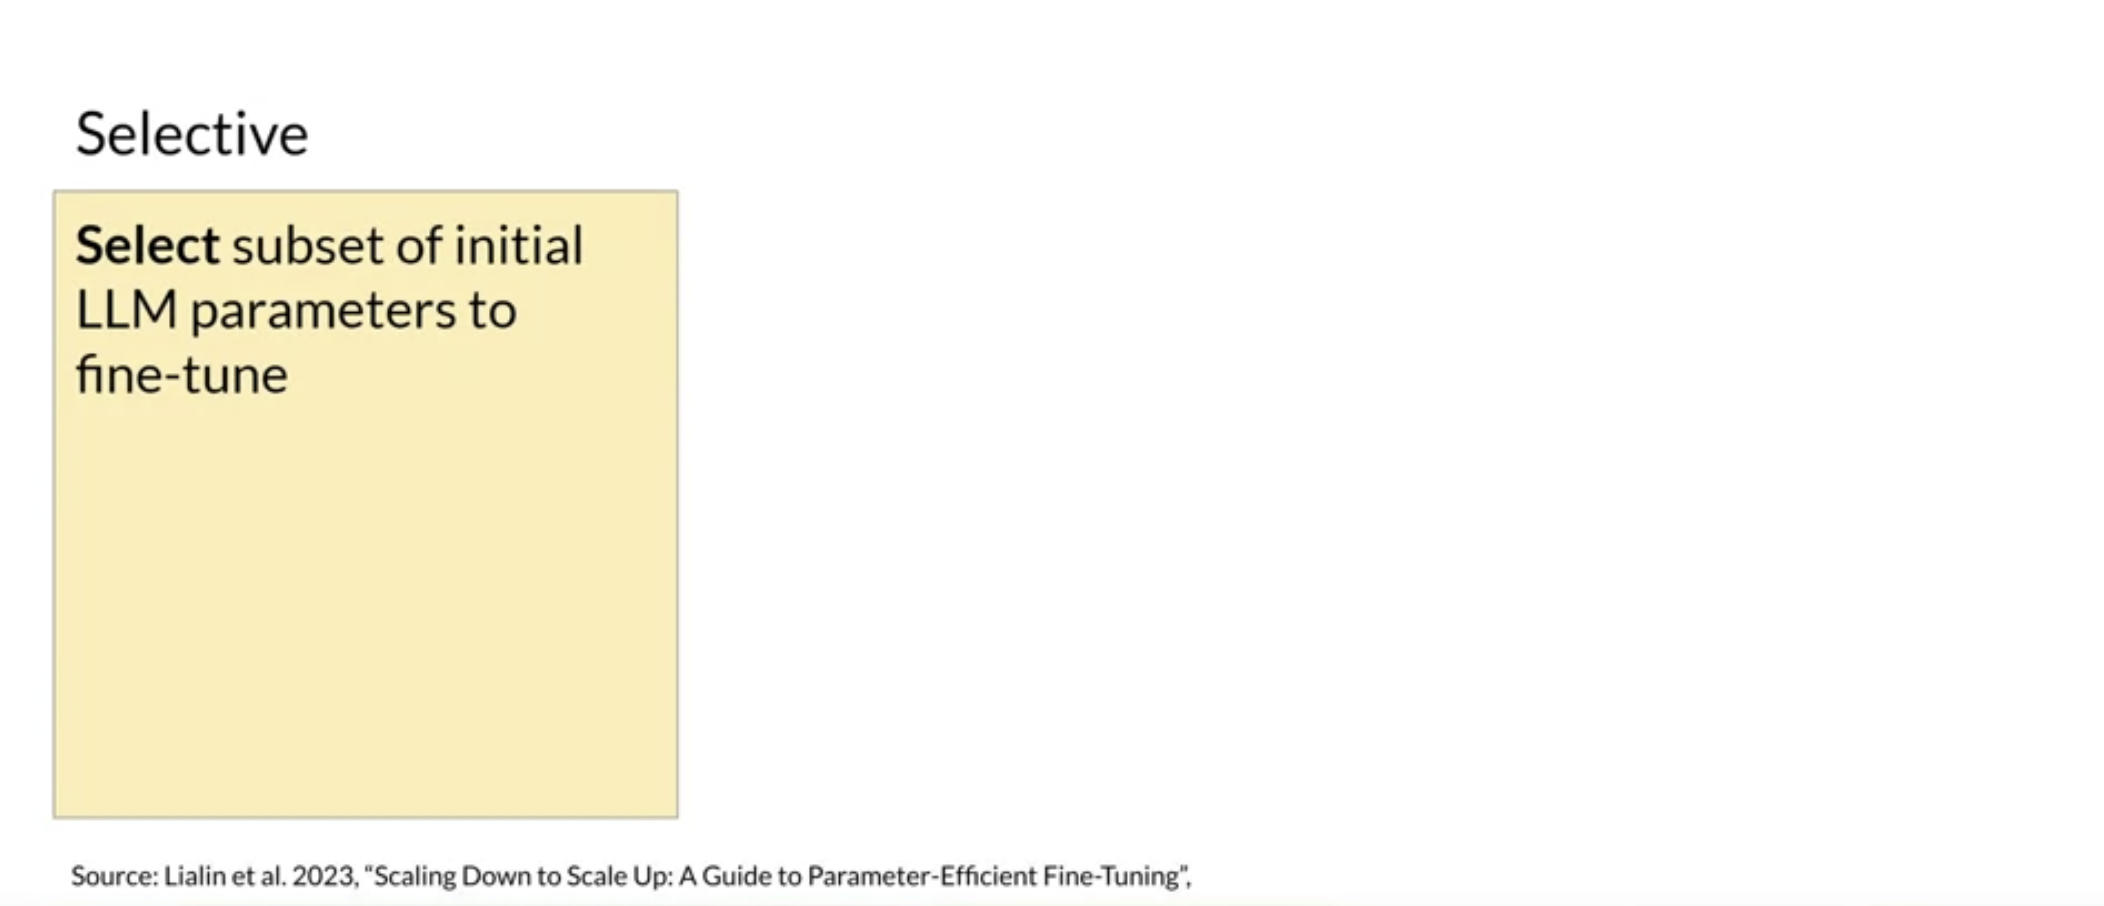 Selective
Select subset of initial
LLM parameters to
fine-tune
Source: Lialin et al. 2023, “Scaling Down to Scale Up: A Guide to Parameter-Efficient Fine-Tuning”,